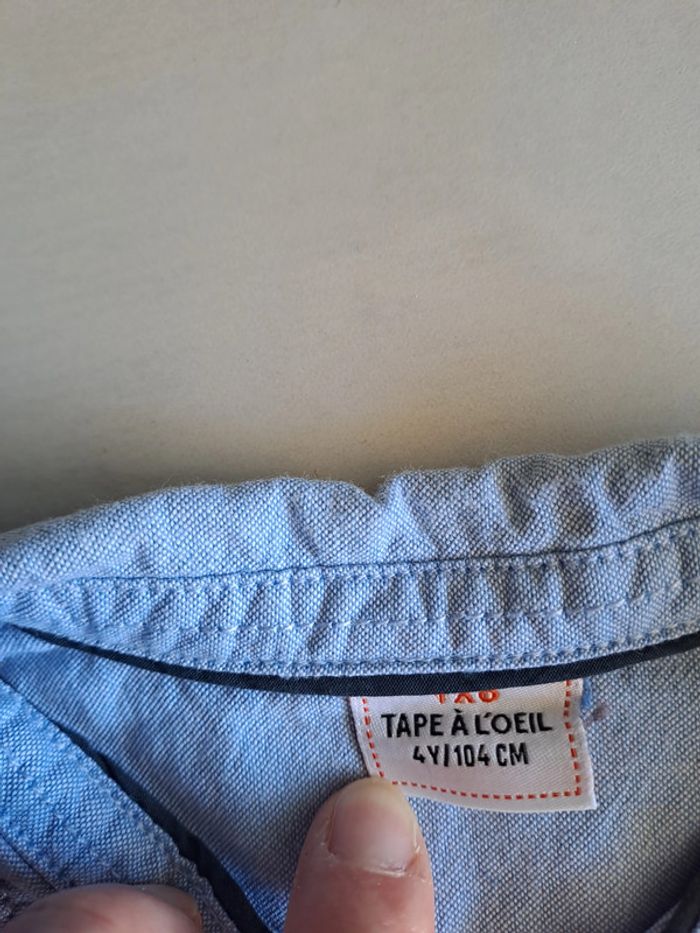 TAPE À L'OEIL
4Y/104 CM